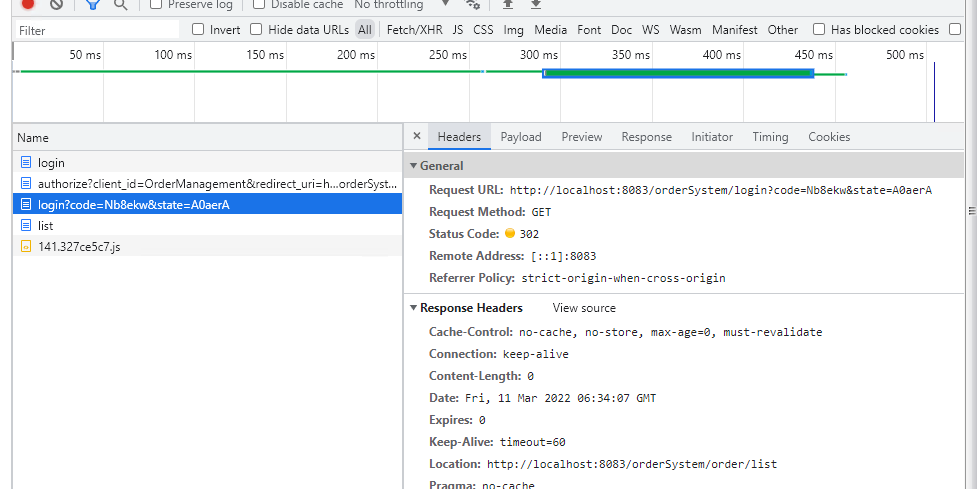 Preserve log Disable cache No throttling
Filter Invert Hide data URLs All Fetch/XHR JS CSS Img Media Font Doc WS Wasm Manifest Other Has blocked cookies
50 ms 100 ms 150 ms 200 ms 250 ms 300 ms 350 ms 400 ms 450 ms 500 ms
Name
login
authorize?client_id=OrderManagement&redirect_uri=h...orderSyst...
login?code=Nb8ekw&state=A0aerA
list
141.327ce5c7.js
× Headers Payload Preview Response Initiator Timing Cookies
General
Request URL: http://localhost:8083/orderSystem/login?code=Nb8ekw&state=A0aerA
Request Method: GET
Status Code: 302
Remote Address: [::1]:8083
Referrer Policy: strict-origin-when-cross-origin
Response Headers View source
Cache-Control: no-cache, no-store, max-age=0, must-revalidate
Connection: keep-alive
Content-Length: 0
Date: Fri, 11 Mar 2022 06:34:07 GMT
Expires: 0
Keep-Alive: timeout=60
Location: http://localhost:8083/orderSystem/order/list
Pragma: no-cache